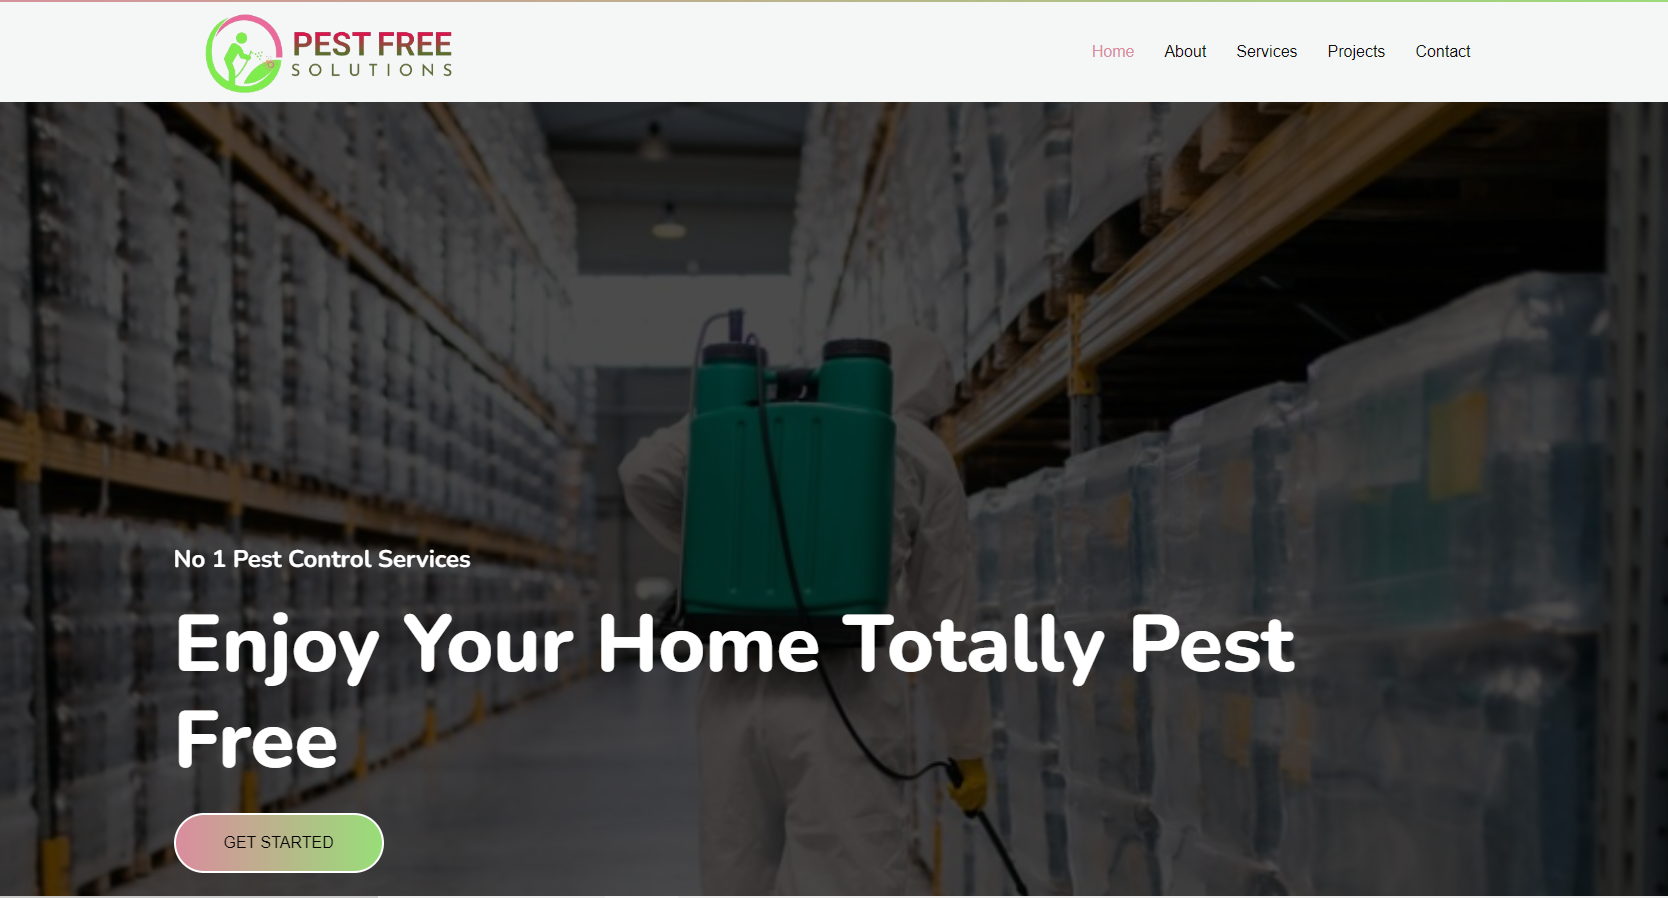 PEST FREE
SOLUTIONS
Home About Services Projects Contact
No 1 Pest Control Services
Enjoy Your Home Totally Pest
Free
GET STARTED